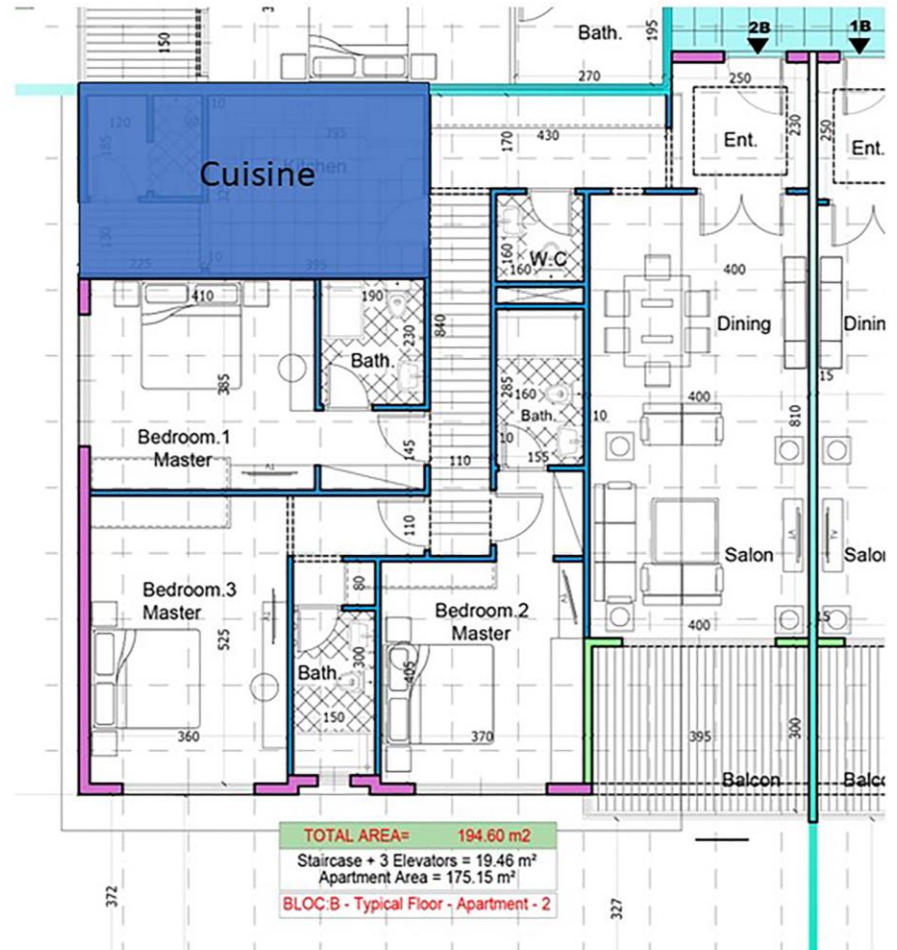 150
Bath.
195
270
2B
1B
250
Ent.
230
250
Ent.
170
430
120
185
395
Kitchen
Cuisine
130
225
395
10
W.C
160
160
400
Dining
Dinin
410
190
230
Bath.
840
385
285
160
Bath.
10
155
10
400
15
810
Bedroom.1
Master
145
110
110
Salon
Salon
80
Bedroom.3
Master
525
Bedroom.2
Master
405
400
15
300
Bath.
150
360
370
395
300
Balcon
Balco
TOTAL AREA= 194.60 m2
Staircase + 3 Elevators = 19.46 m²
Apartment Area = 175.15 m²
BLOC:B - Typical Floor - Apartment - 2
372
327